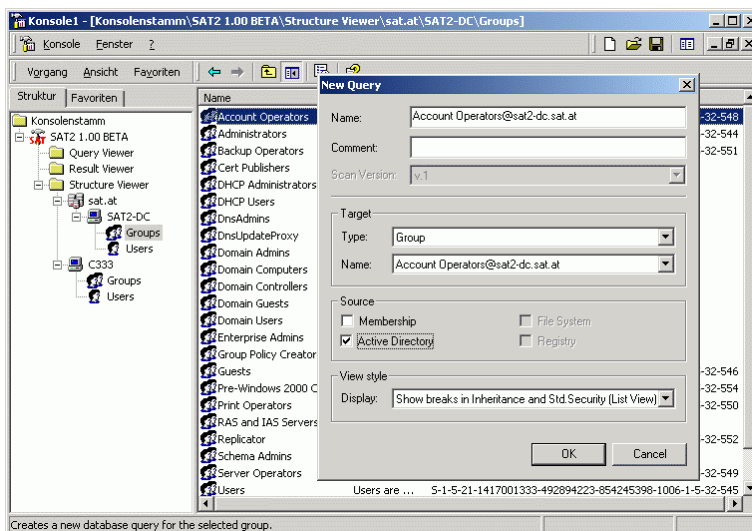 Konsole1 - [Konsolenstamm\SAT2 1.00 BETA\Structure Viewer\sat.at\SAT2-DC\Groups]
Konsole Fenster ?
Vorgang Ansicht Favoriten
Struktur Favoriten
Konsolenstamm
SAT2 1.00 BETA
Query Viewer
Result Viewer
Structure Viewer
sat.at
SAT2-DC
Groups
Users
C333
Groups
Users
Name
Account Operators -32-548
Administrators -32-544
Backup Operators -32-551
Cert Publishers
DHCP Administrators
DHCP Users
DnsAdmins
DnsUpdateProxy
Domain Admins
Domain Computers
Domain Controllers
Domain Guests
Domain Users
Enterprise Admins
Group Policy Creator
Guests -32-546
Pre-Windows 2000 C -32-554
Print Operators -32-550
RAS and IAS Servers
Replicator -32-552
Schema Admins
Server Operators -32-549
Users Users are ... S-1-5-21-1417001333-492894223-854245398-1006-1-5-32-545
New Query
Name: Account Operators@sat2-dc.sat.at
Comment:
Scan Version: v.1
Target
Type: Group
Name: Account Operators@sat2-dc.sat.at
Source
Membership File System
Active Directory Registry
View style
Display: Show breaks in Inheritance and Std.Security (List View)
OK Cancel
Creates a new database query for the selected group.